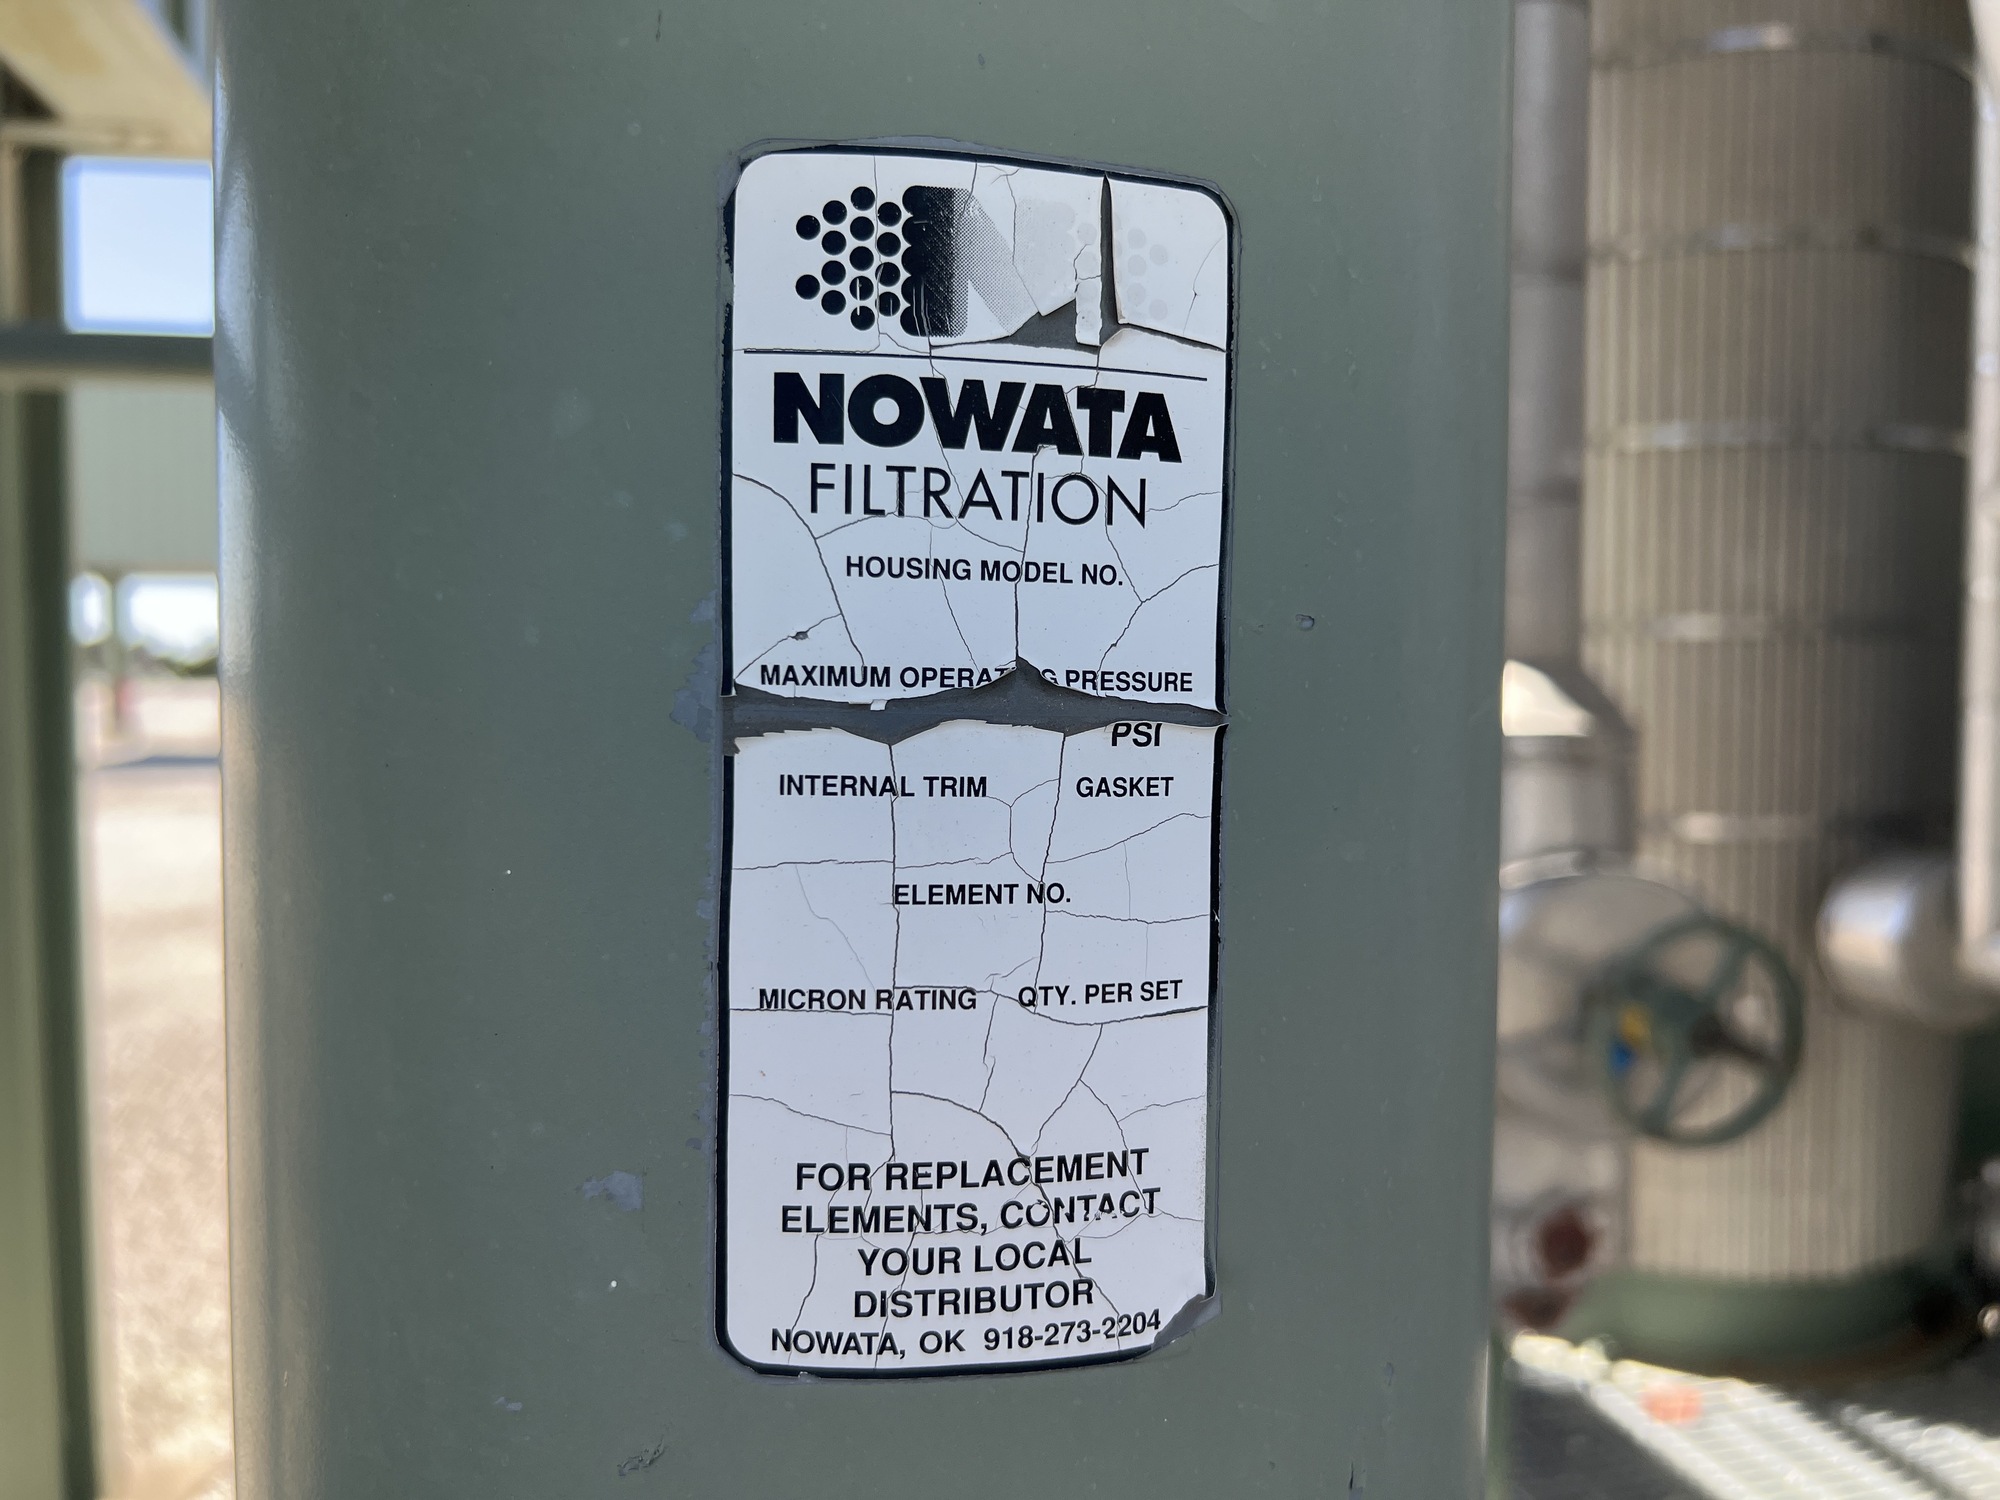 NOWATA
FILTRATION
HOUSING MODEL NO.
MAXIMUM OPERATING PRESSURE
PSI
INTERNAL TRIM GASKET
ELEMENT NO.
MICRON RATING QTY. PER SET
FOR REPLACEMENT
ELEMENTS, CONTACT
YOUR LOCAL
DISTRIBUTOR
NOWATA, OK 918-273-2204